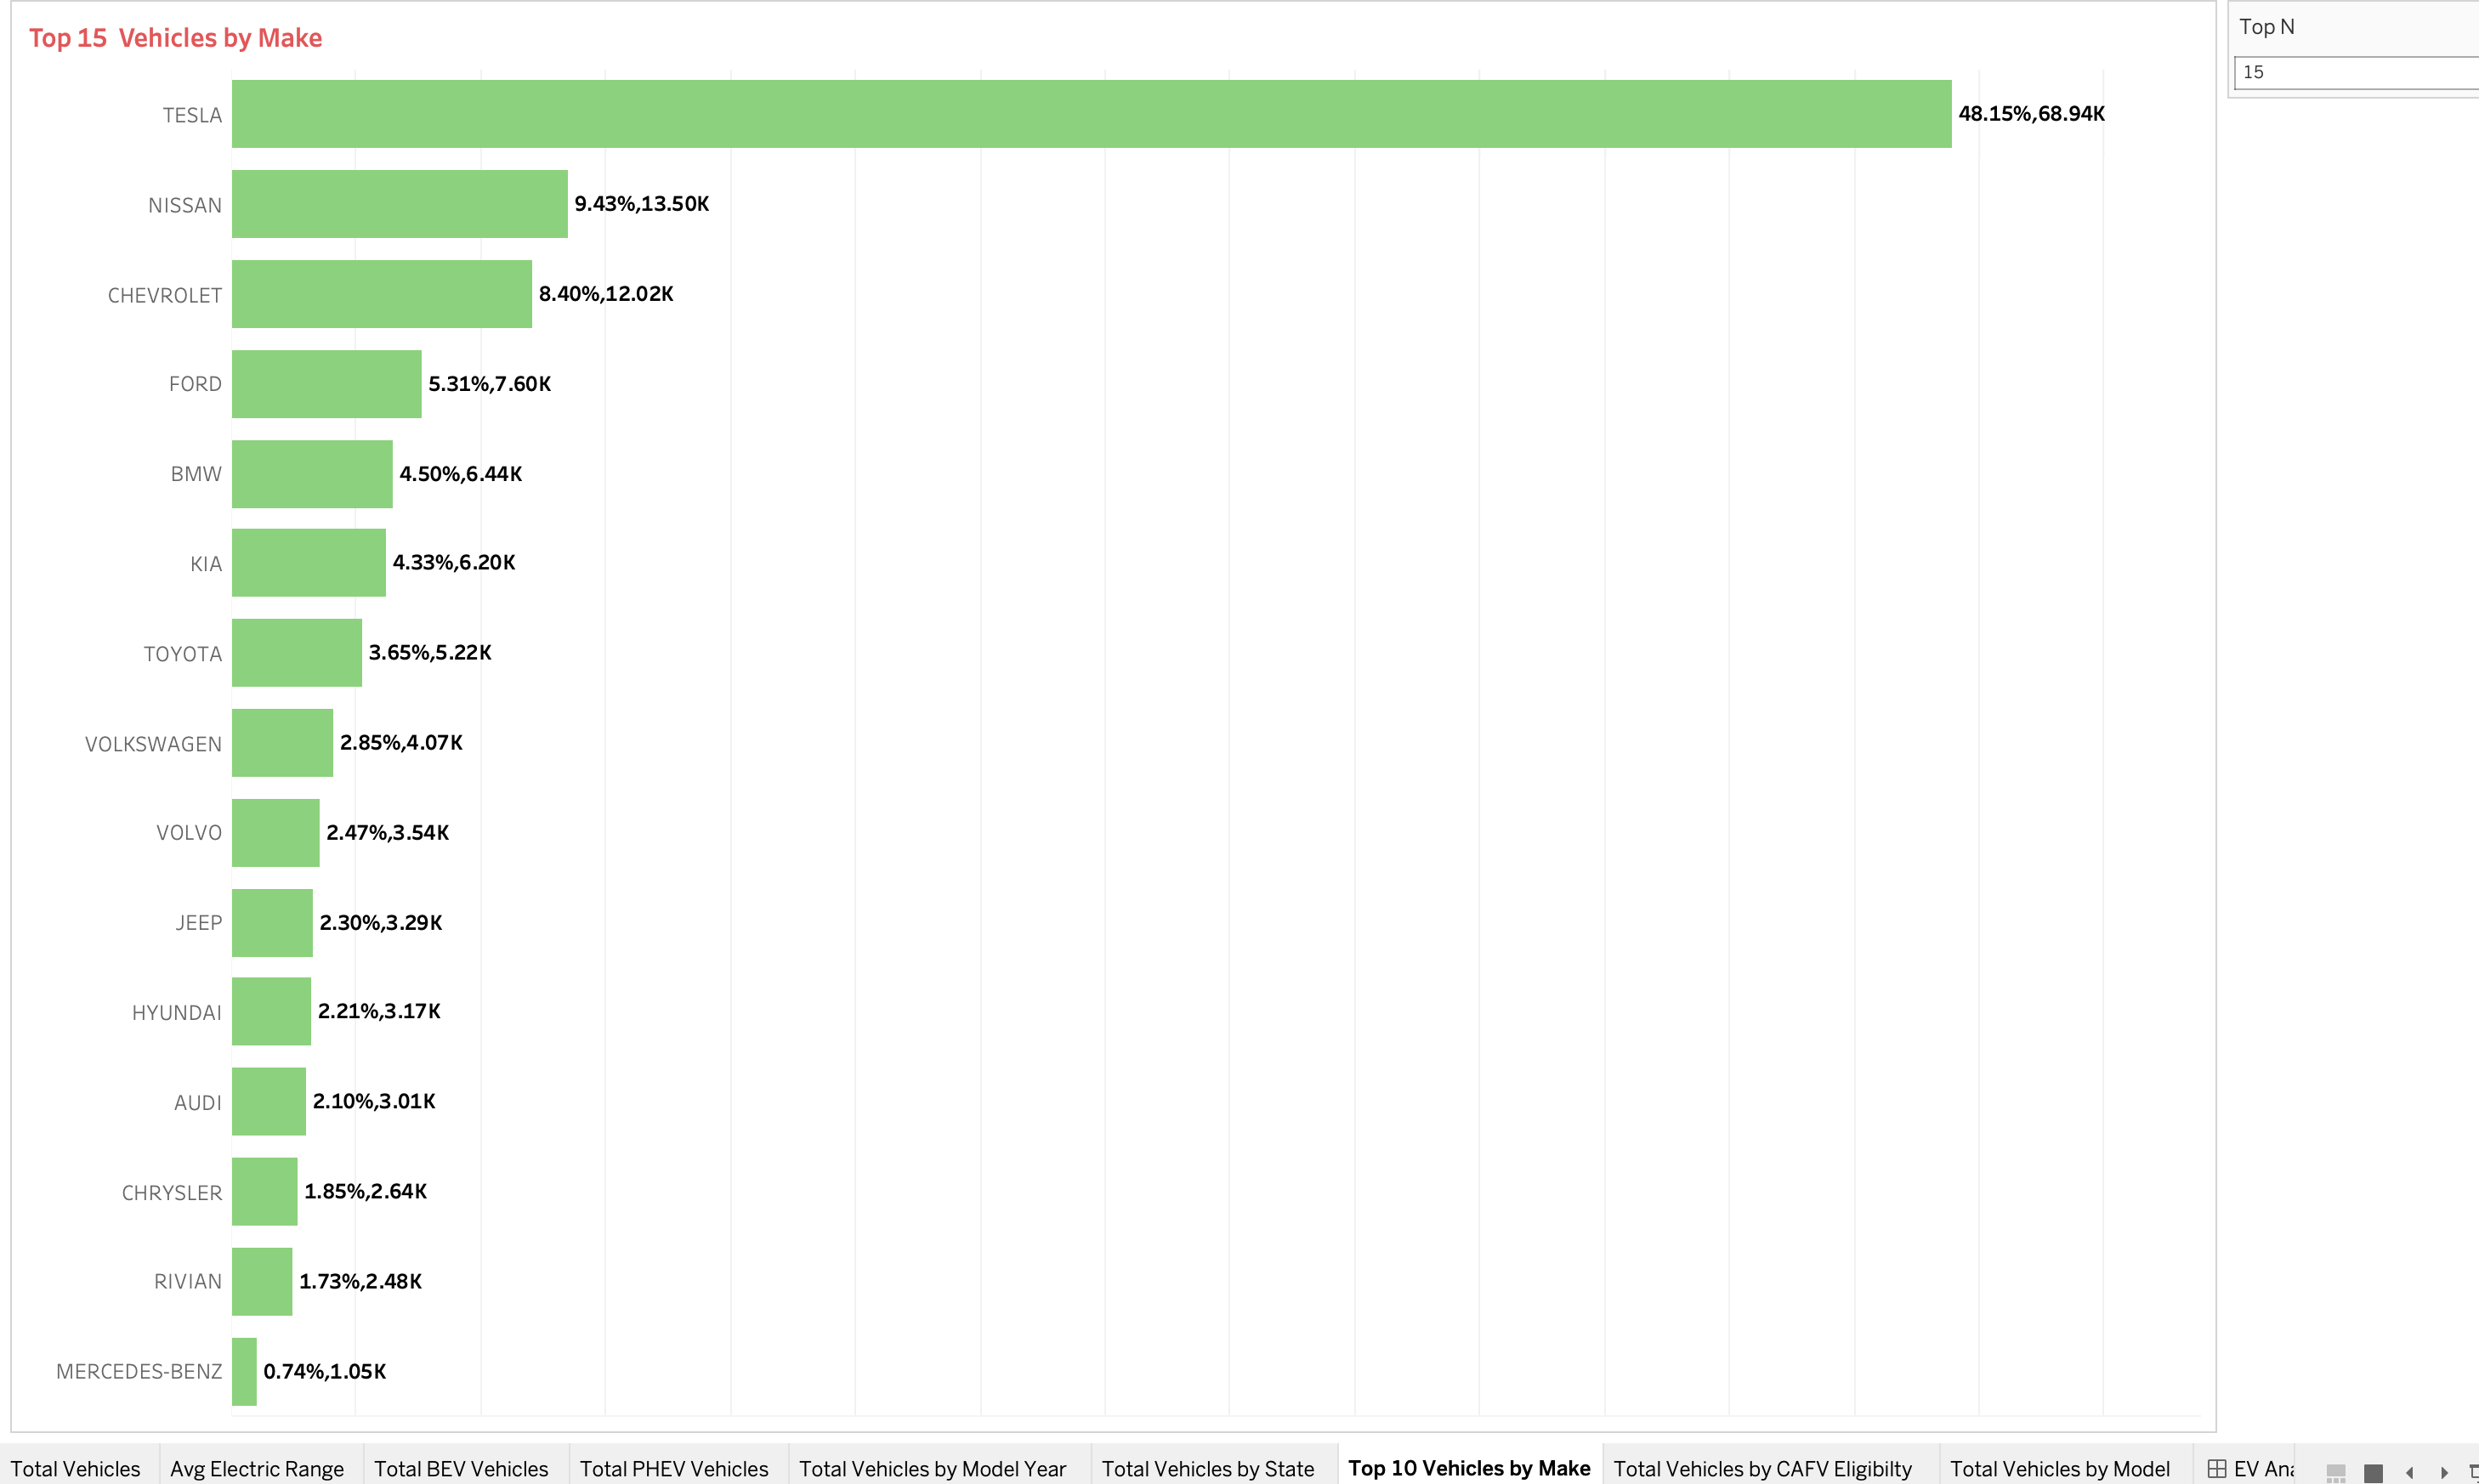 Top 15 Vehicles by Make
Top N
15
TESLA 48.15%,68.94K
NISSAN 9.43%,13.50K
CHEVROLET 8.40%,12.02K
FORD 5.31%,7.60K
BMW 4.50%,6.44K
KIA 4.33%,6.20K
TOYOTA 3.65%,5.22K
VOLKSWAGEN 2.85%,4.07K
VOLVO 2.47%,3.54K
JEEP 2.30%,3.29K
HYUNDAI 2.21%,3.17K
AUDI 2.10%,3.01K
CHRYSLER 1.85%,2.64K
RIVIAN 1.73%,2.48K
MERCEDES-BENZ 0.74%,1.05K
Total Vehicles Avg Electric Range Total BEV Vehicles Total PHEV Vehicles Total Vehicles by Model Year Total Vehicles by State Top 10 Vehicles by Make Total Vehicles by CAFV Eligibilty Total Vehicles by Model EV Ana